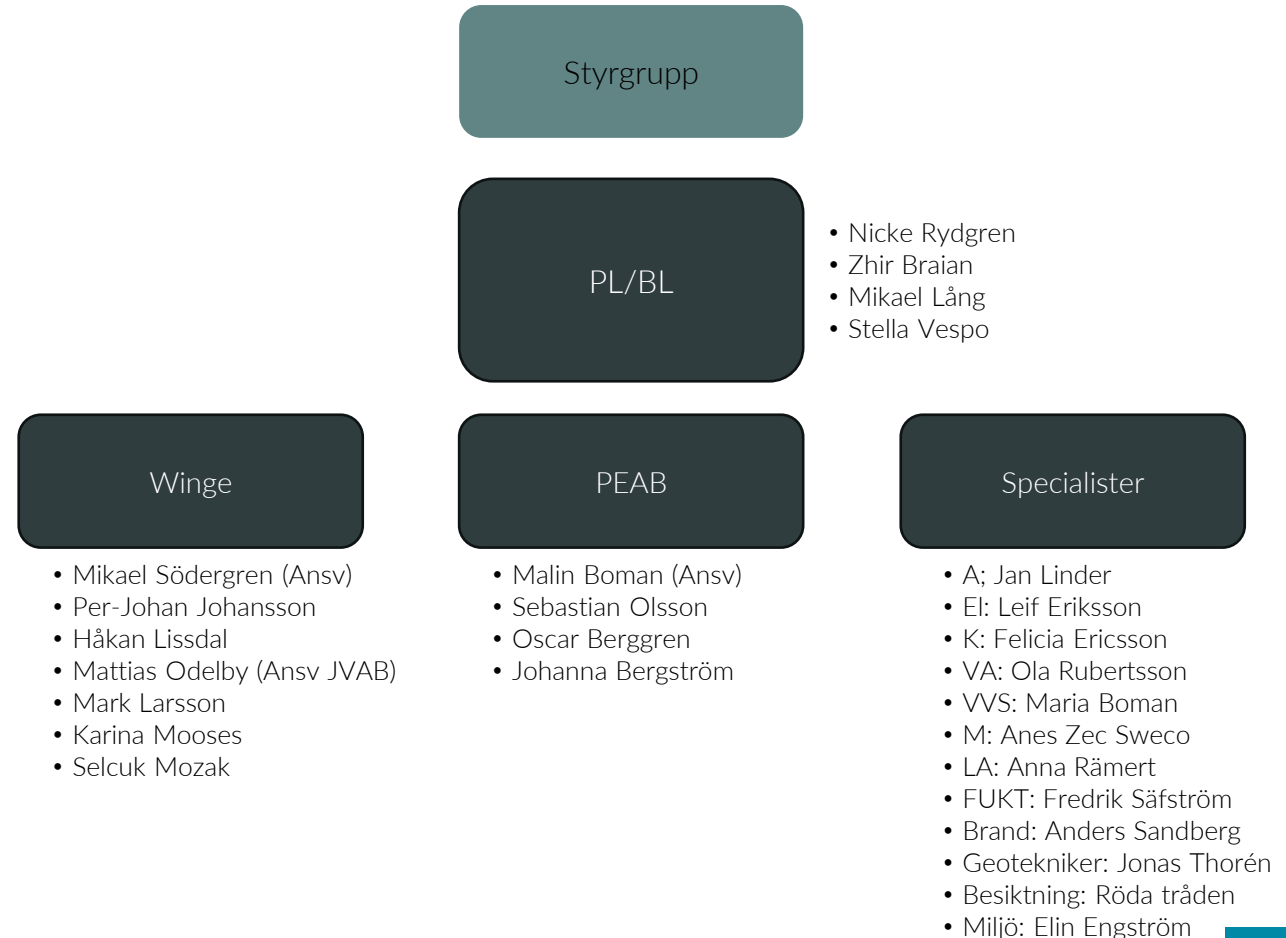 Styrgrupp
PL/BL
• Nicke Rydgren
• Zhir Braian
• Mikael Lång
• Stella Vespo
Winge
• Mikael Södergren (Ansv)
• Per-Johan Johansson
• Håkan Lissdal
• Mattias Odelby (Ansv JVAB)
• Mark Larsson
• Karina Mooses
• Selcuk Mozak
PEAB
• Malin Boman (Ansv)
• Sebastian Olsson
• Oscar Berggren
• Johanna Bergström
Specialister
• A; Jan Linder
• El: Leif Eriksson
• K: Felicia Ericsson
• VA: Ola Rubertsson
• VVS: Maria Boman
• M: Anes Zec Sweco
• LA: Anna Rämert
• FUKT: Fredrik Säfström
• Brand: Anders Sandberg
• Geotekniker: Jonas Thorén
• Besiktning: Röda tråden
• Miljö: Elin Engström